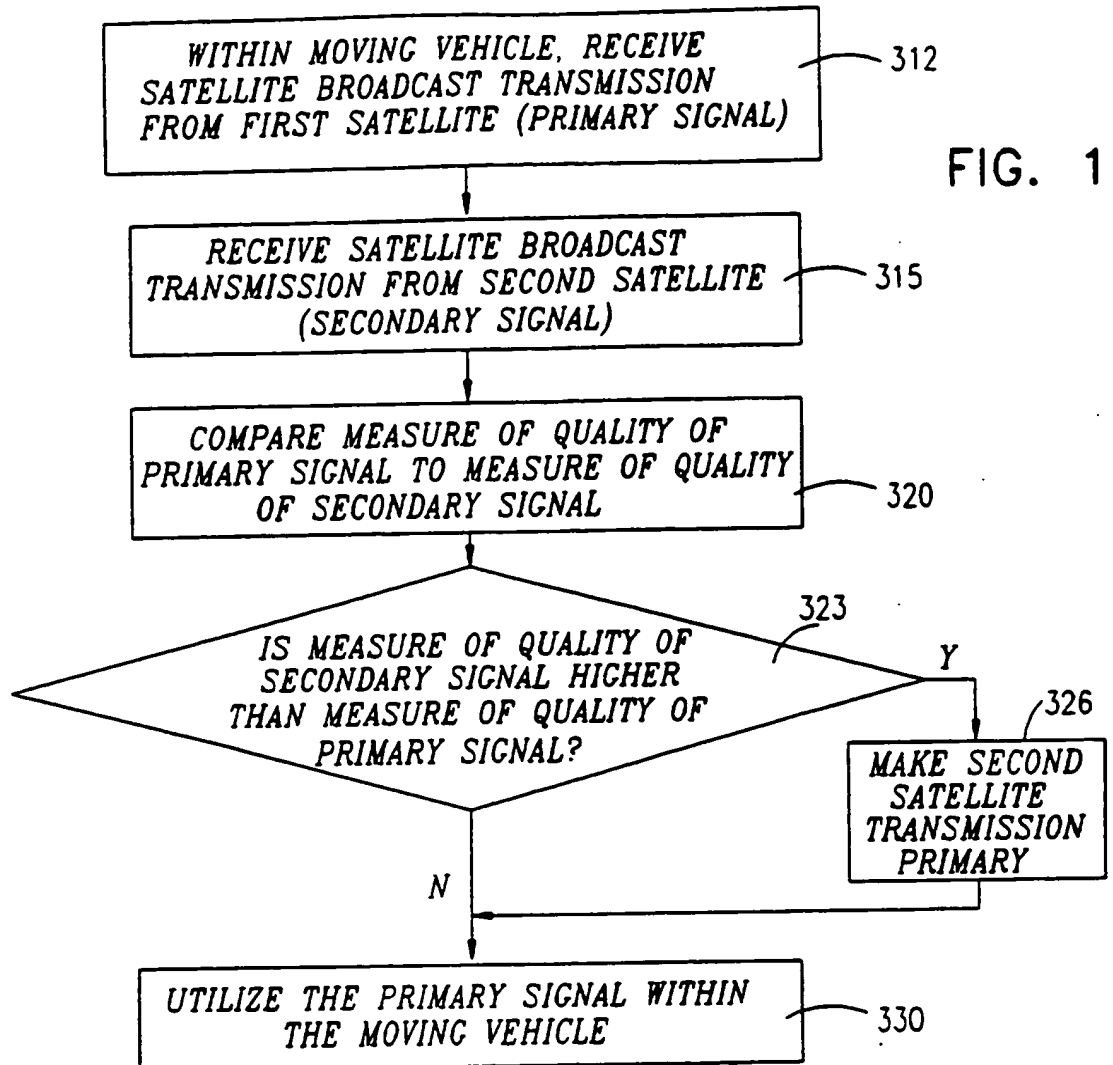 WITHIN MOVING VEHICLE, RECEIVE
SATELLITE BROADCAST TRANSMISSION
FROM FIRST SATELLITE (PRIMARY SIGNAL)
312
FIG. 1
RECEIVE SATELLITE BROADCAST
TRANSMISSION FROM SECOND SATELLITE
(SECONDARY SIGNAL)
315
COMPARE MEASURE OF QUALITY OF
PRIMARY SIGNAL TO MEASURE OF QUALITY
OF SECONDARY SIGNAL
320
IS MEASURE OF QUALITY OF
SECONDARY SIGNAL HIGHER
THAN MEASURE OF QUALITY OF
PRIMARY SIGNAL?
323
Y
326
MAKE SECOND
SATELLITE
TRANSMISSION
PRIMARY
N
UTILIZE THE PRIMARY SIGNAL WITHIN
THE MOVING VEHICLE
330